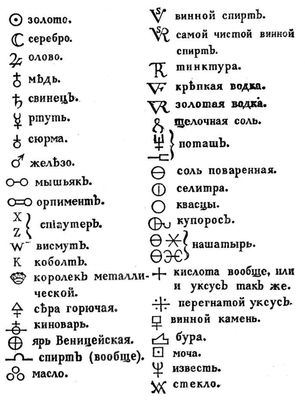 золото.
серебро.
олово.
мѣдь.
свинецъ.
ртуть.
сюрма.
желѣзо.
мышьякъ.
орпиментъ.
X
Z
спіаутеръ.
W висмутъ.
K коболтъ.
королекъ металли-
ческой.
сѣра горючая.
киноварь.
ярь Веницейская.
спиртъ (вообще).
масло.
винной спиртъ.
самой чистой винной
спиртъ.
тинктура.
крѣпкая водка.
золотая водка.
щелочная соль.
поташъ.
соль поваренная.
селитра.
квасцы.
купоросъ.
нашатырь.
кислота вообще, или
и уксусъ такъ же.
перегнатой уксусъ.
винной камень.
бура.
моча.
известь.
стекло.